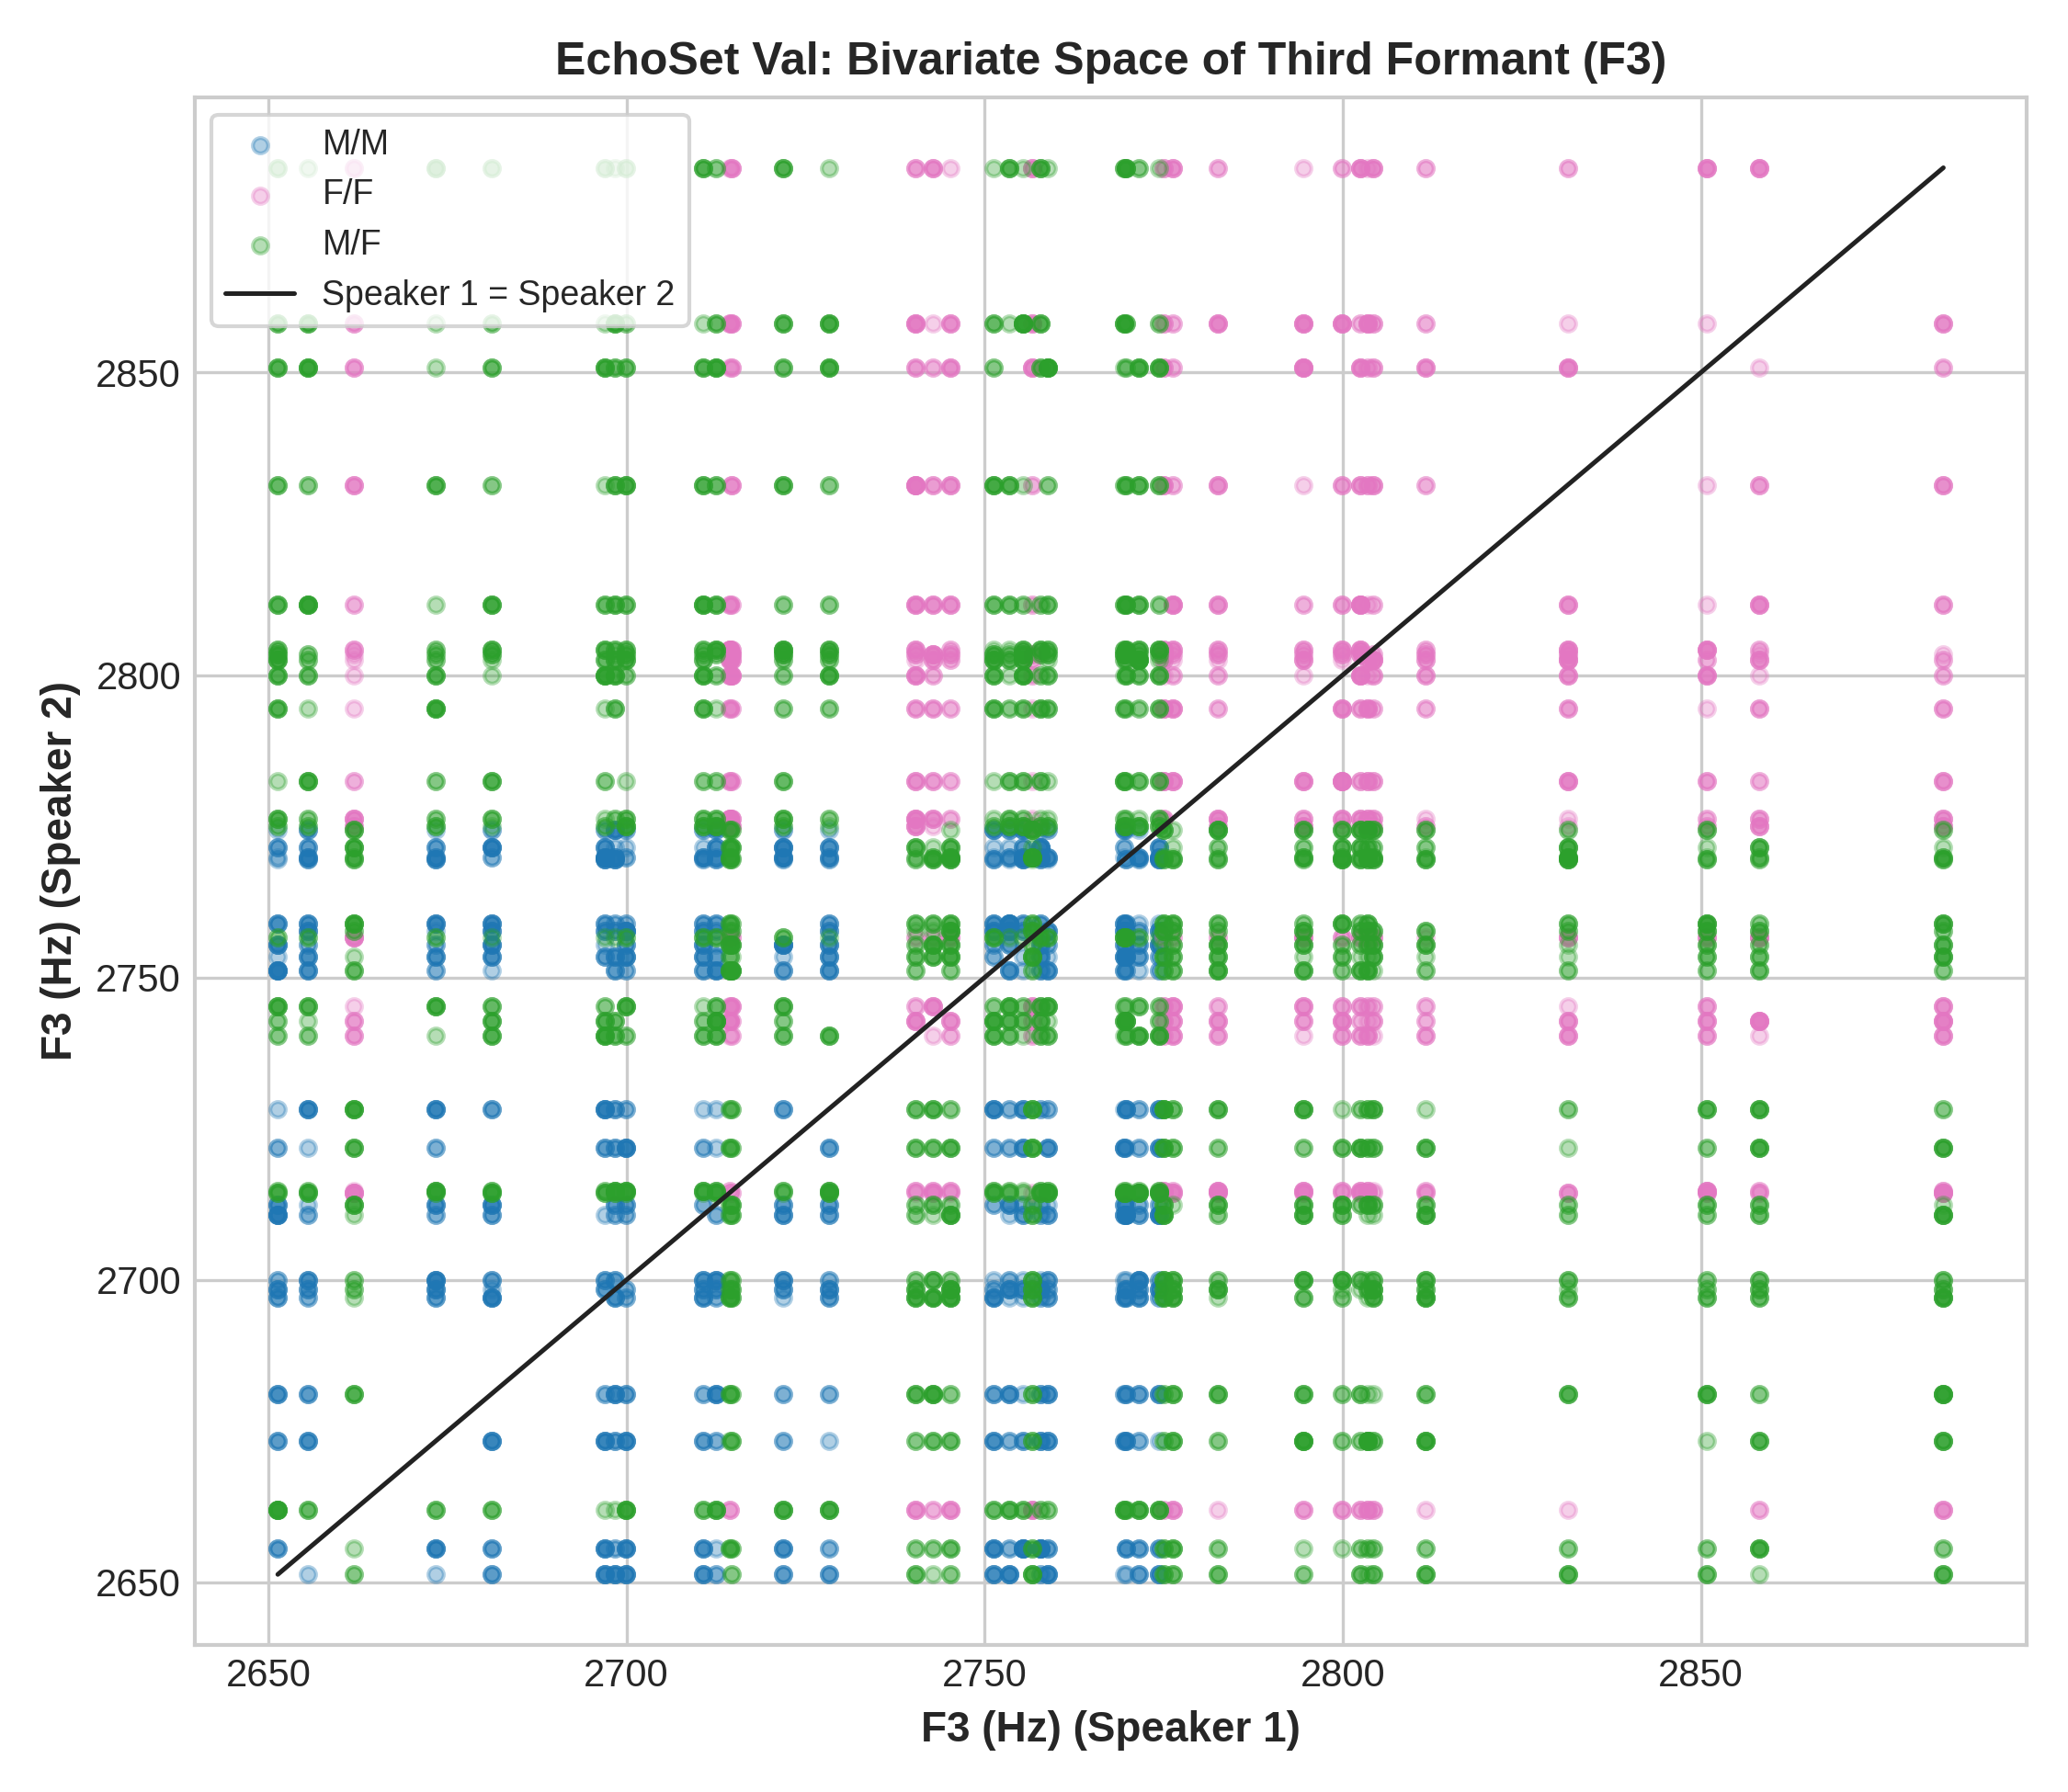 EchoSet Val: Bivariate Space of Third Formant (F3)
M/M
F/F
M/F
Speaker 1 = Speaker 2
F3 (Hz) (Speaker 2)
2850
2800
2750
2700
2650
2650 2700 2750 2800 2850
F3 (Hz) (Speaker 1)